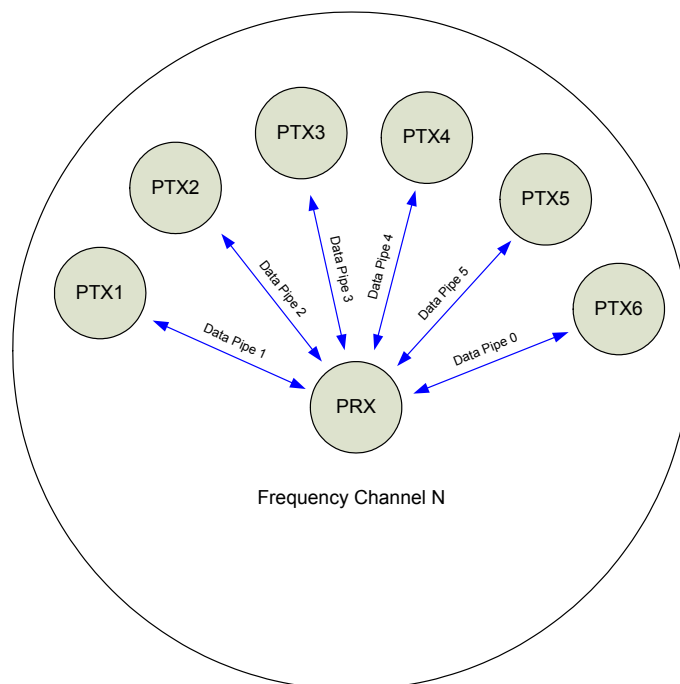 PTX3
PTX4
PTX2
PTX5
PTX1
PTX6
Data Pipe 1
Data Pipe 2
Data Pipe 3
Data Pipe 4
Data Pipe 5
Data Pipe 0
PRX
Frequency Channel N